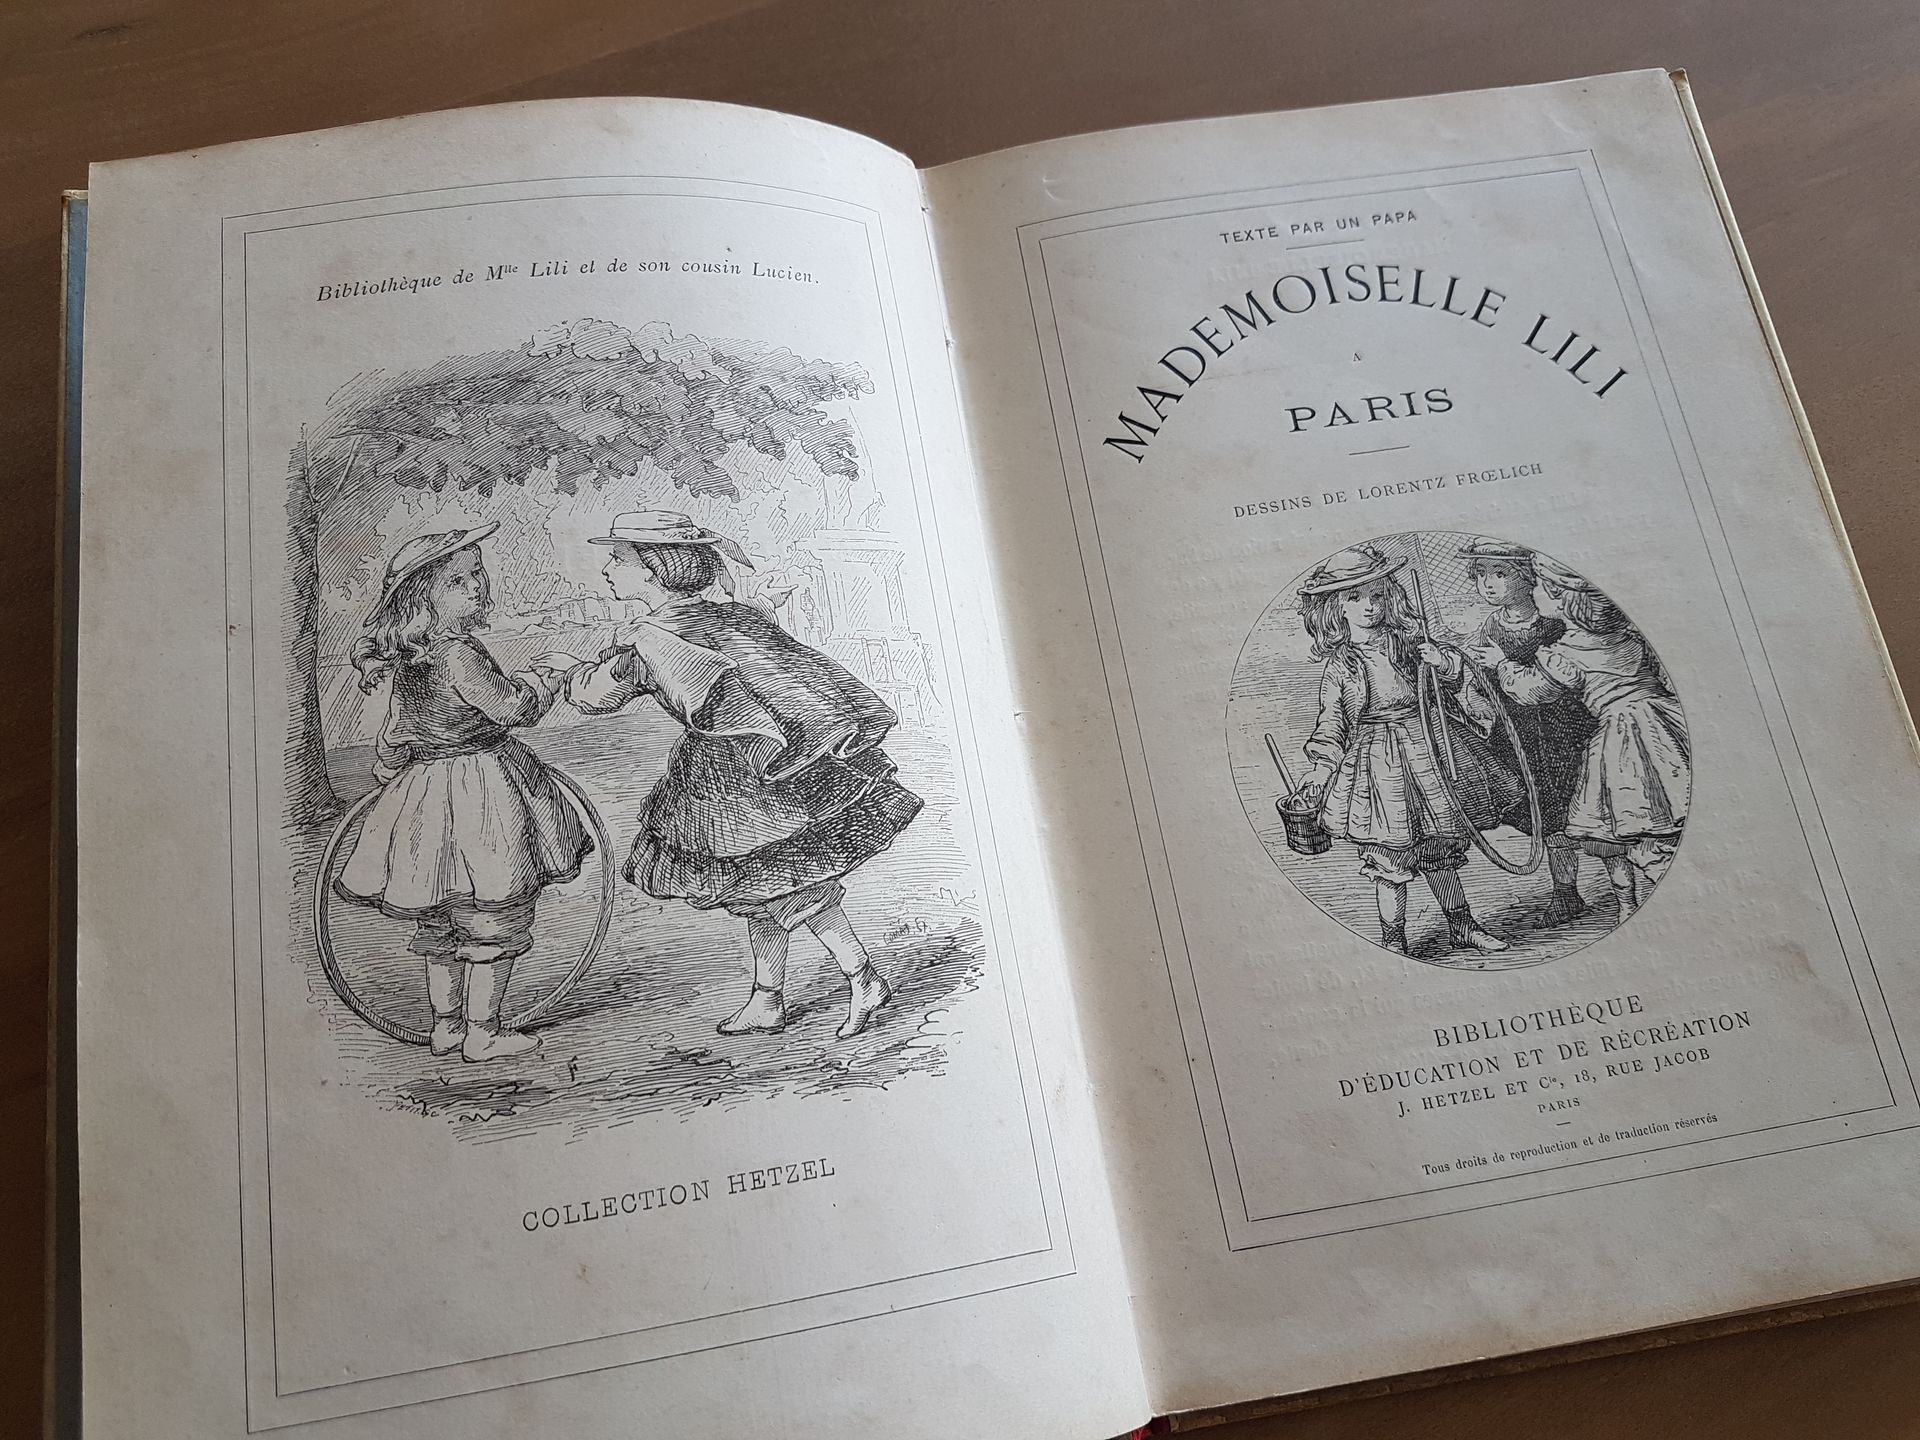 Bibliothèque de Mlle Lili et de son cousin Lucien.
COLLECTION HETZEL
TEXTE PAR UN PAPA
MADEMOISELLE LILI
A
PARIS
DESSINS DE LORENTZ FRŒLICH
BIBLIOTHÈQUE
D'ÉDUCATION ET DE RÉCRÉATION
J. HETZEL ET Cie, 18, RUE JACOB
PARIS
Tous droits de reproduction et de traduction réservés